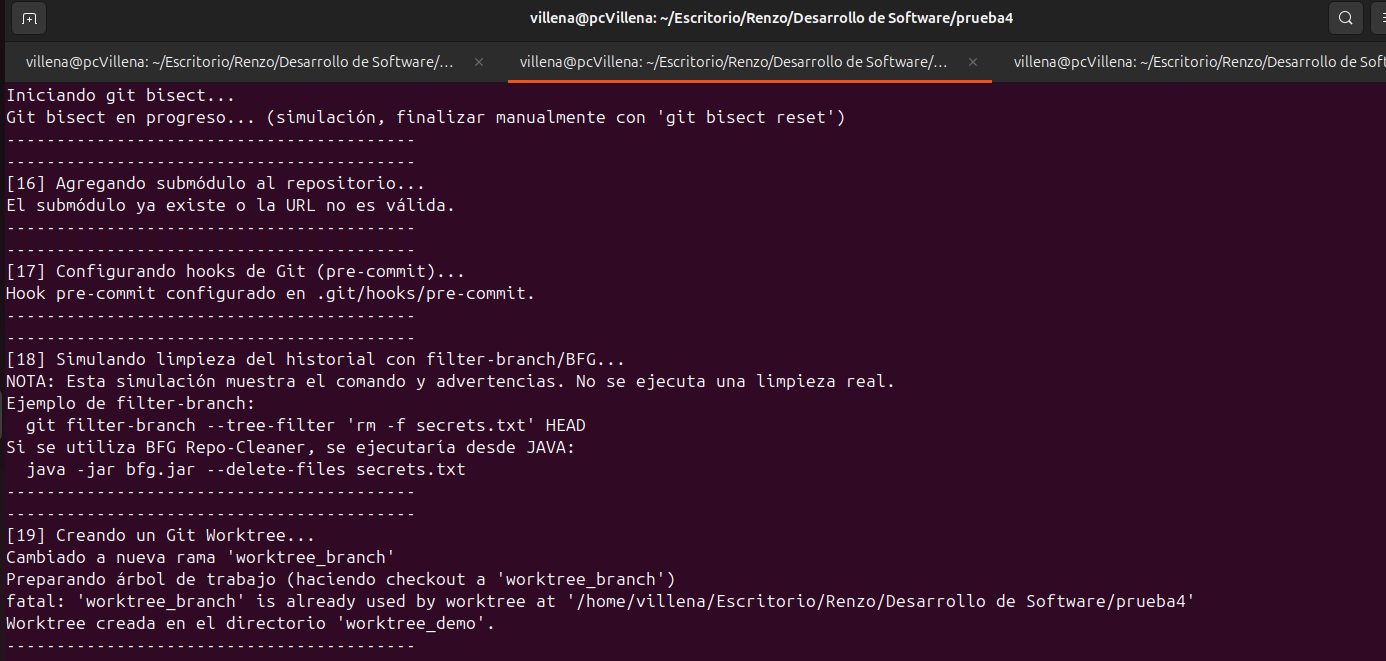 villena@pcVillena: ~/Escritorio/Renzo/Desarrollo de Software/prueba4
villena@pcVillena: ~/Escritorio/Renzo/Desarrollo de Software/... × villena@pcVillena: ~/Escritorio/Renzo/Desarrollo de Software/... × villena@pcVillena: ~/Escritorio/Renzo/Desarrollo de Soft
Iniciando git bisect...
Git bisect en progreso... (simulación, finalizar manualmente con 'git bisect reset')
-----------------------------------------
-----------------------------------------
[16] Agregando submódulo al repositorio...
El submódulo ya existe o la URL no es válida.
-----------------------------------------
-----------------------------------------
[17] Configurando hooks de Git (pre-commit)...
Hook pre-commit configurado en .git/hooks/pre-commit.
-----------------------------------------
-----------------------------------------
[18] Simulando limpieza del historial con filter-branch/BFG...
NOTA: Esta simulación muestra el comando y advertencias. No se ejecuta una limpieza real.
Ejemplo de filter-branch:
  git filter-branch --tree-filter 'rm -f secrets.txt' HEAD
Si se utiliza BFG Repo-Cleaner, se ejecutaría desde JAVA:
  java -jar bfg.jar --delete-files secrets.txt
-----------------------------------------
-----------------------------------------
[19] Creando un Git Worktree...
Cambiado a nueva rama 'worktree_branch'
Preparando árbol de trabajo (haciendo checkout a 'worktree_branch')
fatal: 'worktree_branch' is already used by worktree at '/home/villena/Escritorio/Renzo/Desarrollo de Software/prueba4'
Worktree creada en el directorio 'worktree_demo'.
-----------------------------------------